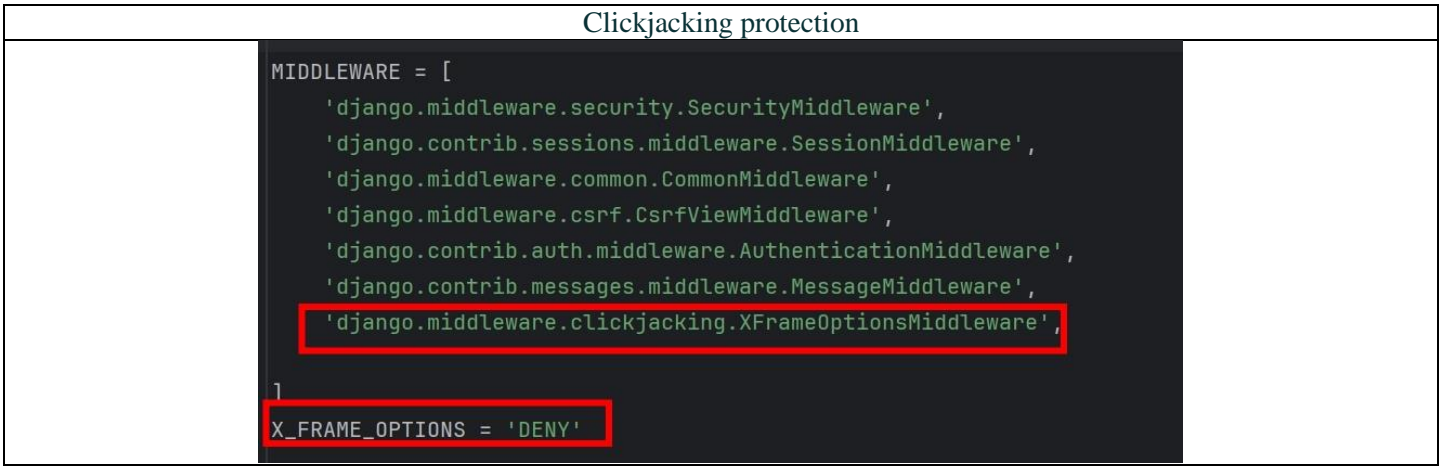 Clickjacking protection
MIDDLEWARE = [
    'django.middleware.security.SecurityMiddleware',
    'django.contrib.sessions.middleware.SessionMiddleware',
    'django.middleware.common.CommonMiddleware',
    'django.middleware.csrf.CsrfViewMiddleware',
    'django.contrib.auth.middleware.AuthenticationMiddleware',
    'django.contrib.messages.middleware.MessageMiddleware',
    'django.middleware.clickjacking.XFrameOptionsMiddleware',
]
X_FRAME_OPTIONS = 'DENY'